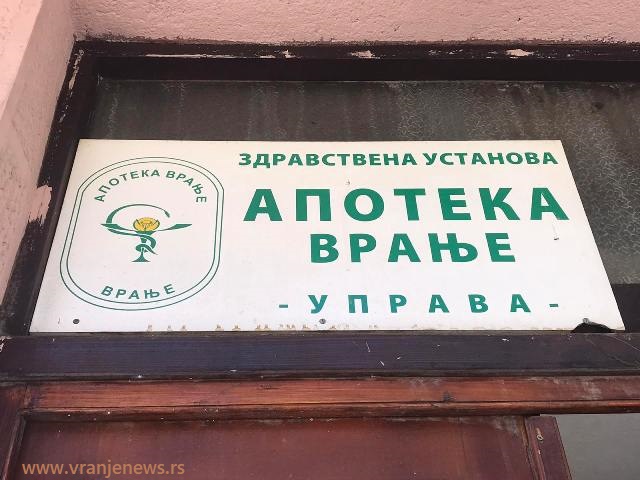 ЗДРАВСТВЕНА УСТАНОВА
АПОТЕКА
ВРАЊЕ
- УПРАВА -
АПОТЕКА ВРАЊЕ
ВРАЊЕ
www.vranjenews.rs